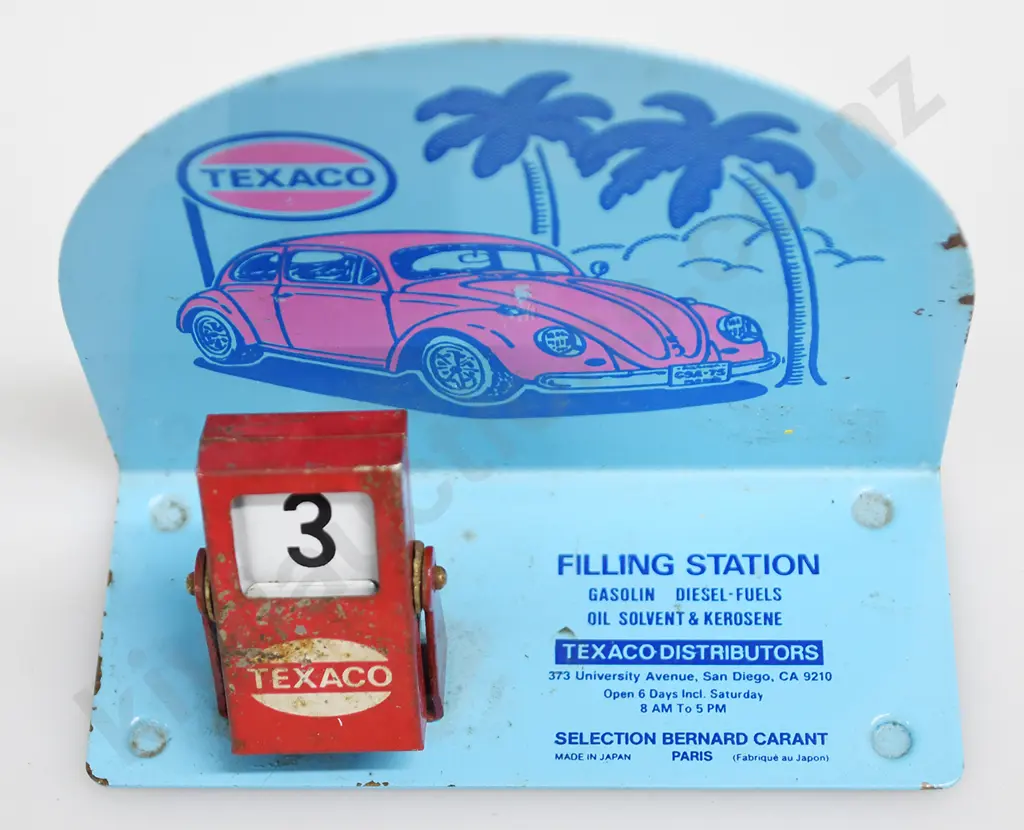 TEXACO
3
TEXACO
FILLING STATION
GASOLIN DIESEL-FUELS
OIL SOLVENT & KEROSENE
TEXACO·DISTRIBUTORS
373 University Avenue, San Diego, CA 9210
Open 6 Days Incl. Saturday
8 AM To 5 PM
SELECTION BERNARD CARANT
MADE IN JAPAN PARIS (Fabriqué au Japon)